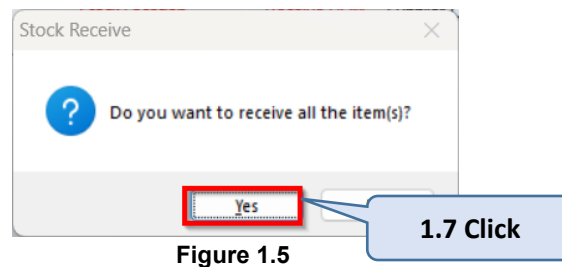 Stock Receive
Do you want to receive all the item(s)?
Yes
1.7 Click
Figure 1.5